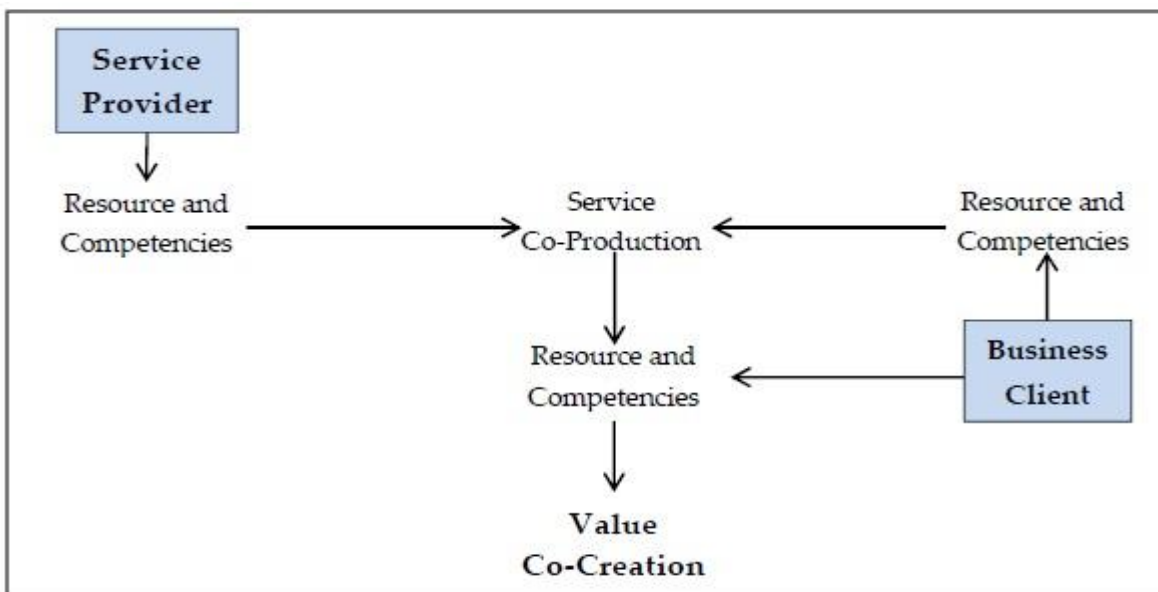 Service
Provider
Resource and
Competencies
Service
Co-Production
Resource and
Competencies
Resource and
Competencies
Business
Client
Value
Co-Creation